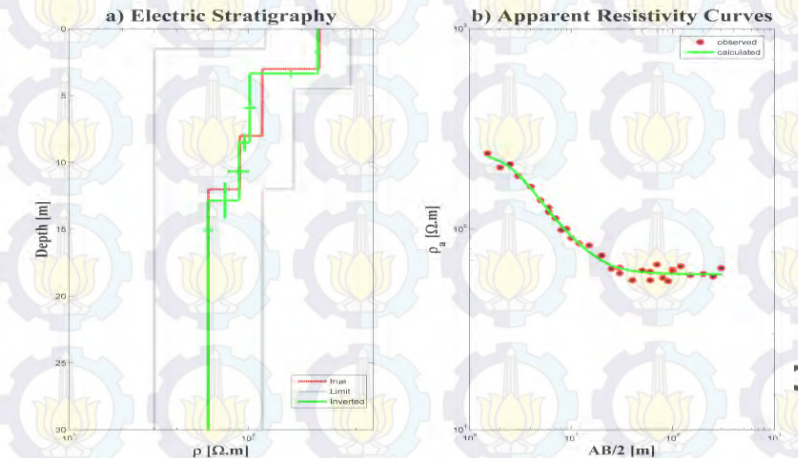 a) Electric Stratigraphy
0
5
10
15
20
25
30
Depth [m]
ρ [Ω.m]
true
Limit
Inverted
b) Apparent Resistivity Curves
observed
calculated
ρa [Ω.m]
AB/2 [m]